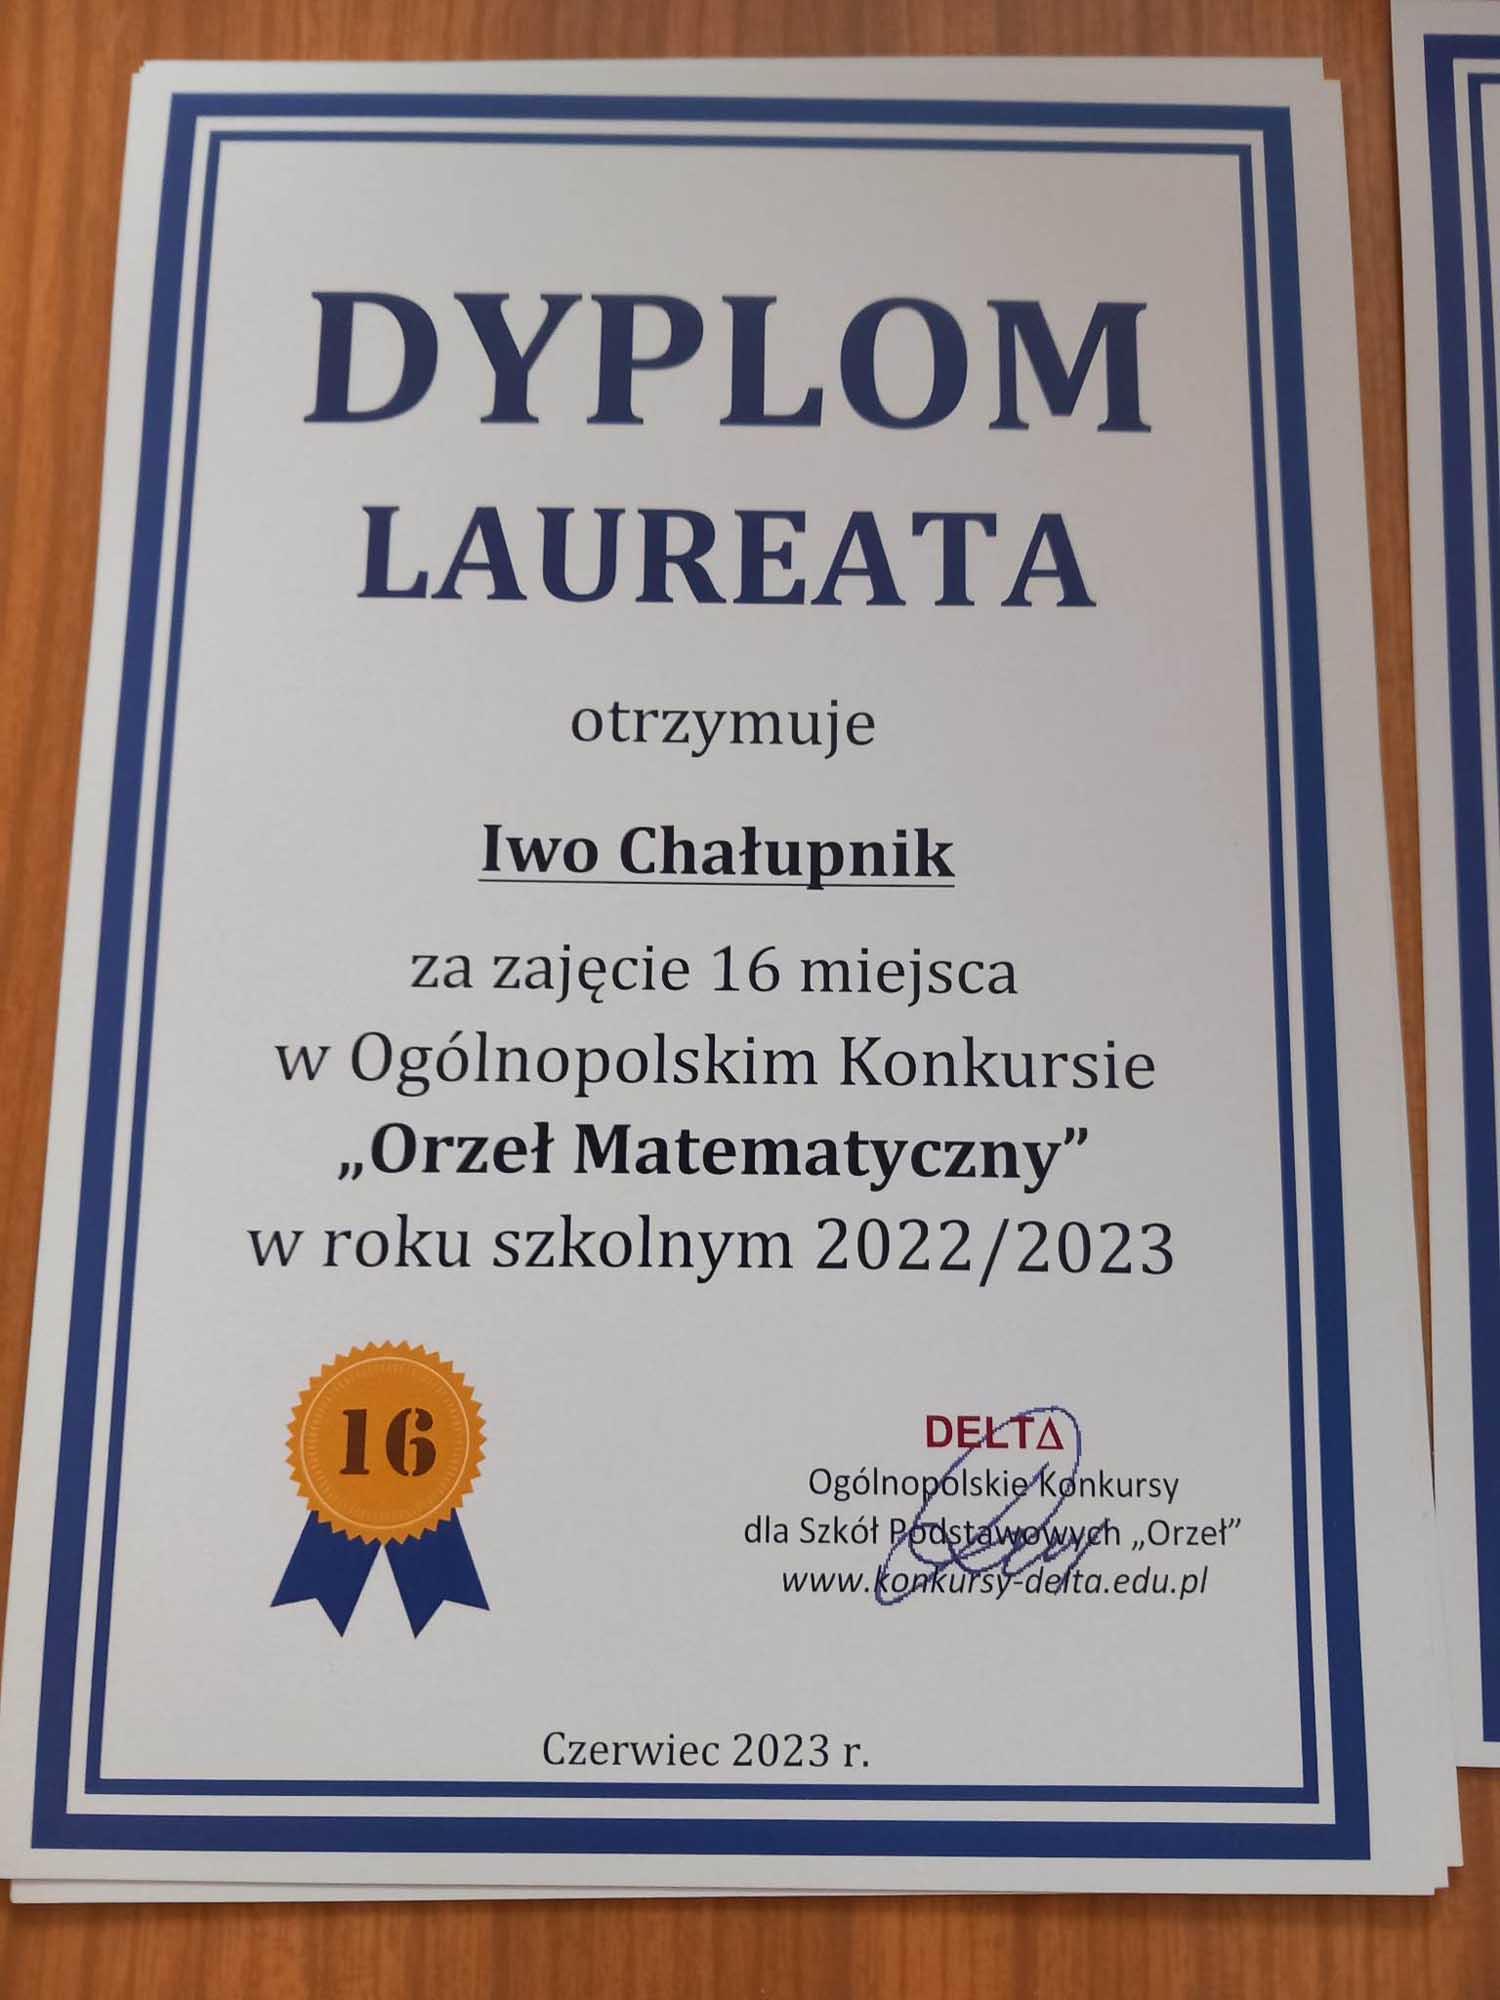 DYPLOM
LAUREATA
otrzymuje
Iwo Chałupnik
za zajęcie 16 miejsca
w Ogólnopolskim Konkursie
„Orzeł Matematyczny”
w roku szkolnym 2022/2023
16
DELTA
Ogólnopolskie Konkursy
dla Szkół Podstawowych „Orzeł”
www.konkursy-delta.edu.pl
Czerwiec 2023 r.